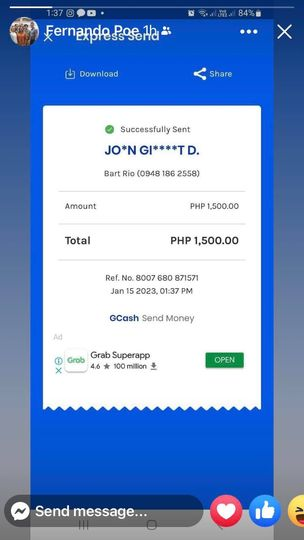 1:37
84%
Fernando Poe 1h
Express Send
Download
Share
Successfully Sent
JO*N GI****T D.
Bart Rio (0948 186 2558)
Amount PHP 1,500.00
Total PHP 1,500.00
Ref. No. 8007 680 871571
Jan 15 2023, 01:37 PM
GCash Send Money
Ad
Grab Grab Superapp
4.6 ★ 100 million
OPEN
Send message...